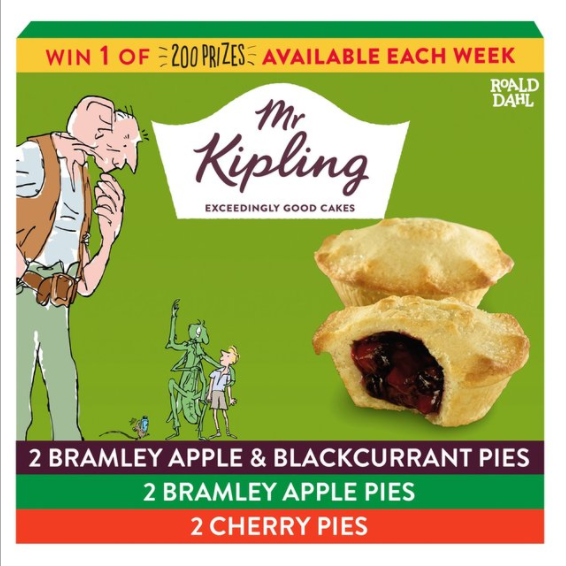 WIN 1 OF 200 PRIZES AVAILABLE EACH WEEK
ROALD
DAHL
Mr
Kipling
EXCEEDINGLY GOOD CAKES
2 BRAMLEY APPLE & BLACKCURRANT PIES
2 BRAMLEY APPLE PIES
2 CHERRY PIES